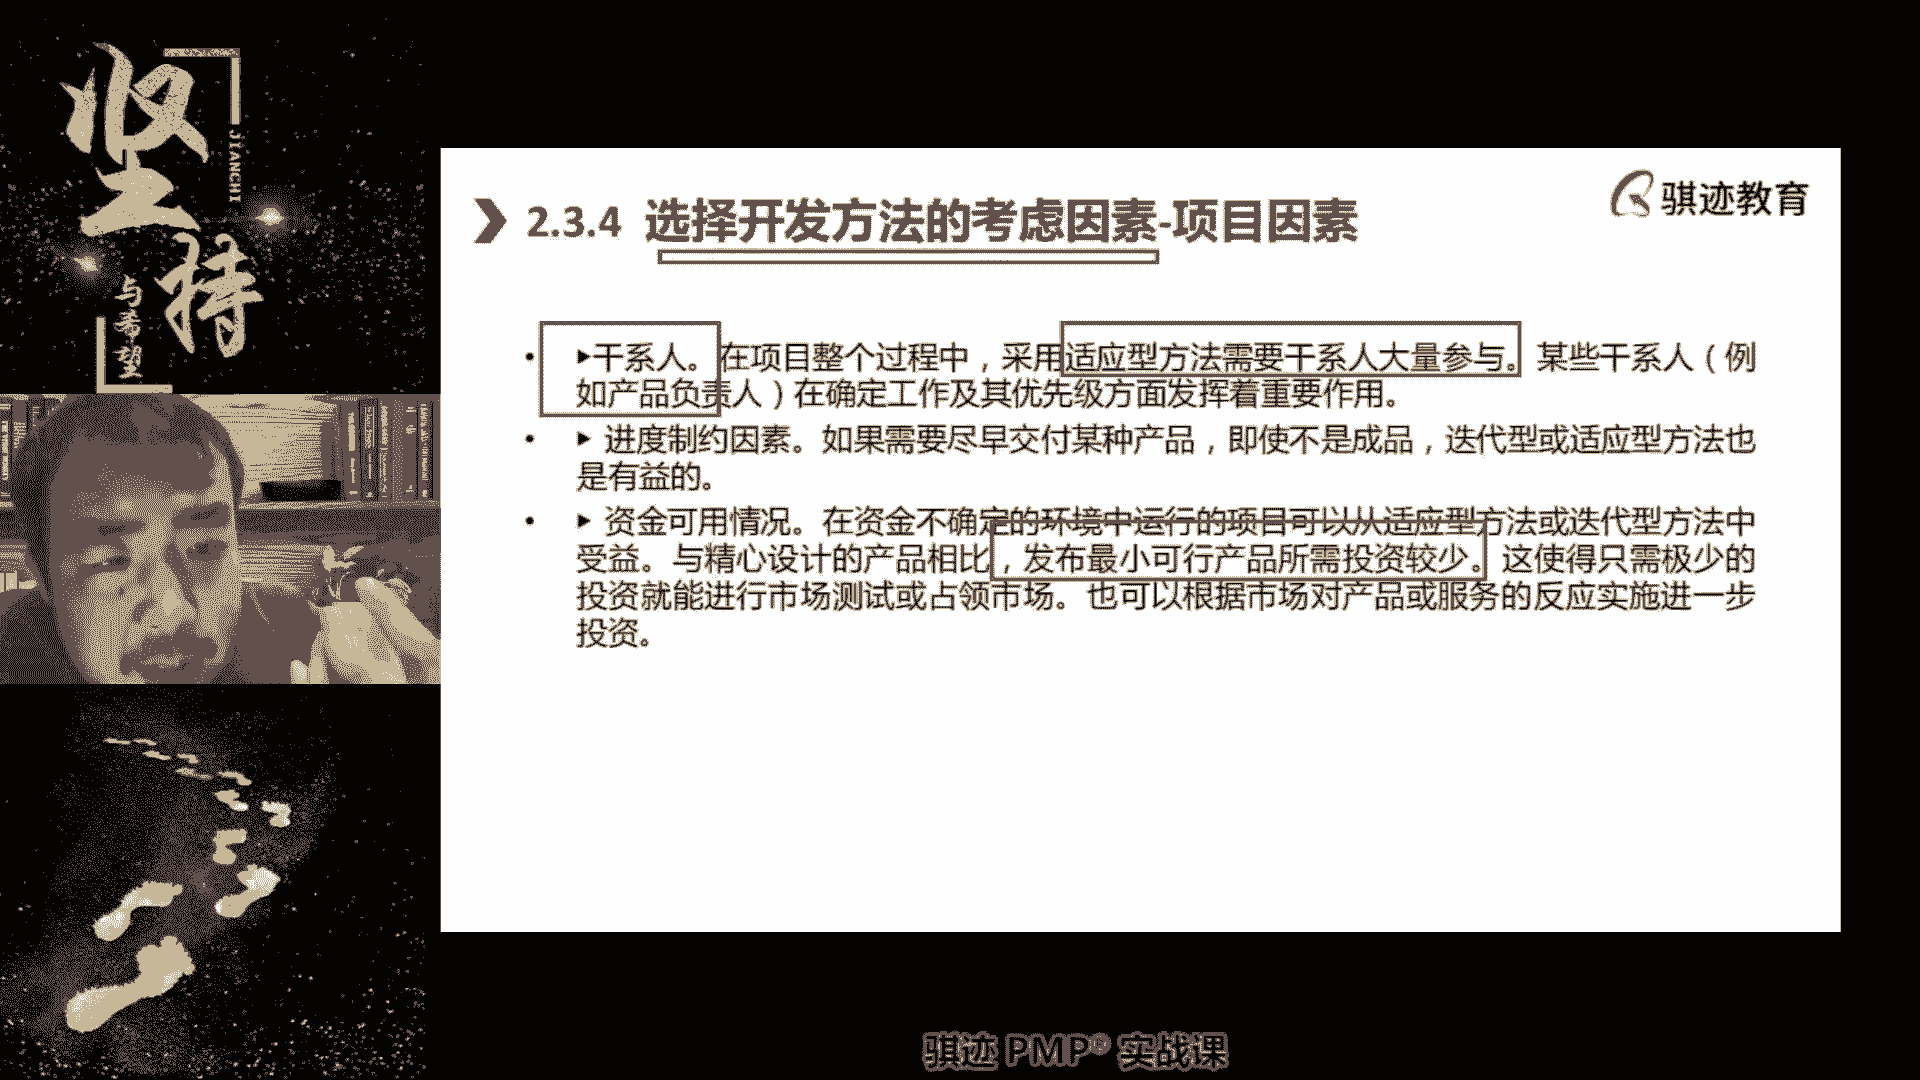 坚持
JIANCHI
与希望
骐迹教育
2.3.4 选择开发方法的考虑因素-项目因素
• ▶干系人。在项目整个过程中，采用适应型方法需要干系人大量参与。某些干系人（例
如产品负责人）在确定工作及其优先级方面发挥着重要作用。
• ▶ 进度制约因素。如果需要尽早交付某种产品，即使不是成品，迭代型或适应型方法也
是有益的。
• ▶ 资金可用情况。在资金不确定的环境中运行的项目可以从适应型方法或迭代型方法中
受益。与精心设计的产品相比，发布最小可行产品所需投资较少。这使得只需极少的
投资就能进行市场测试或占领市场。也可以根据市场对产品或服务的反应实施进一步
投资。
骐迹 PMP® 实战课